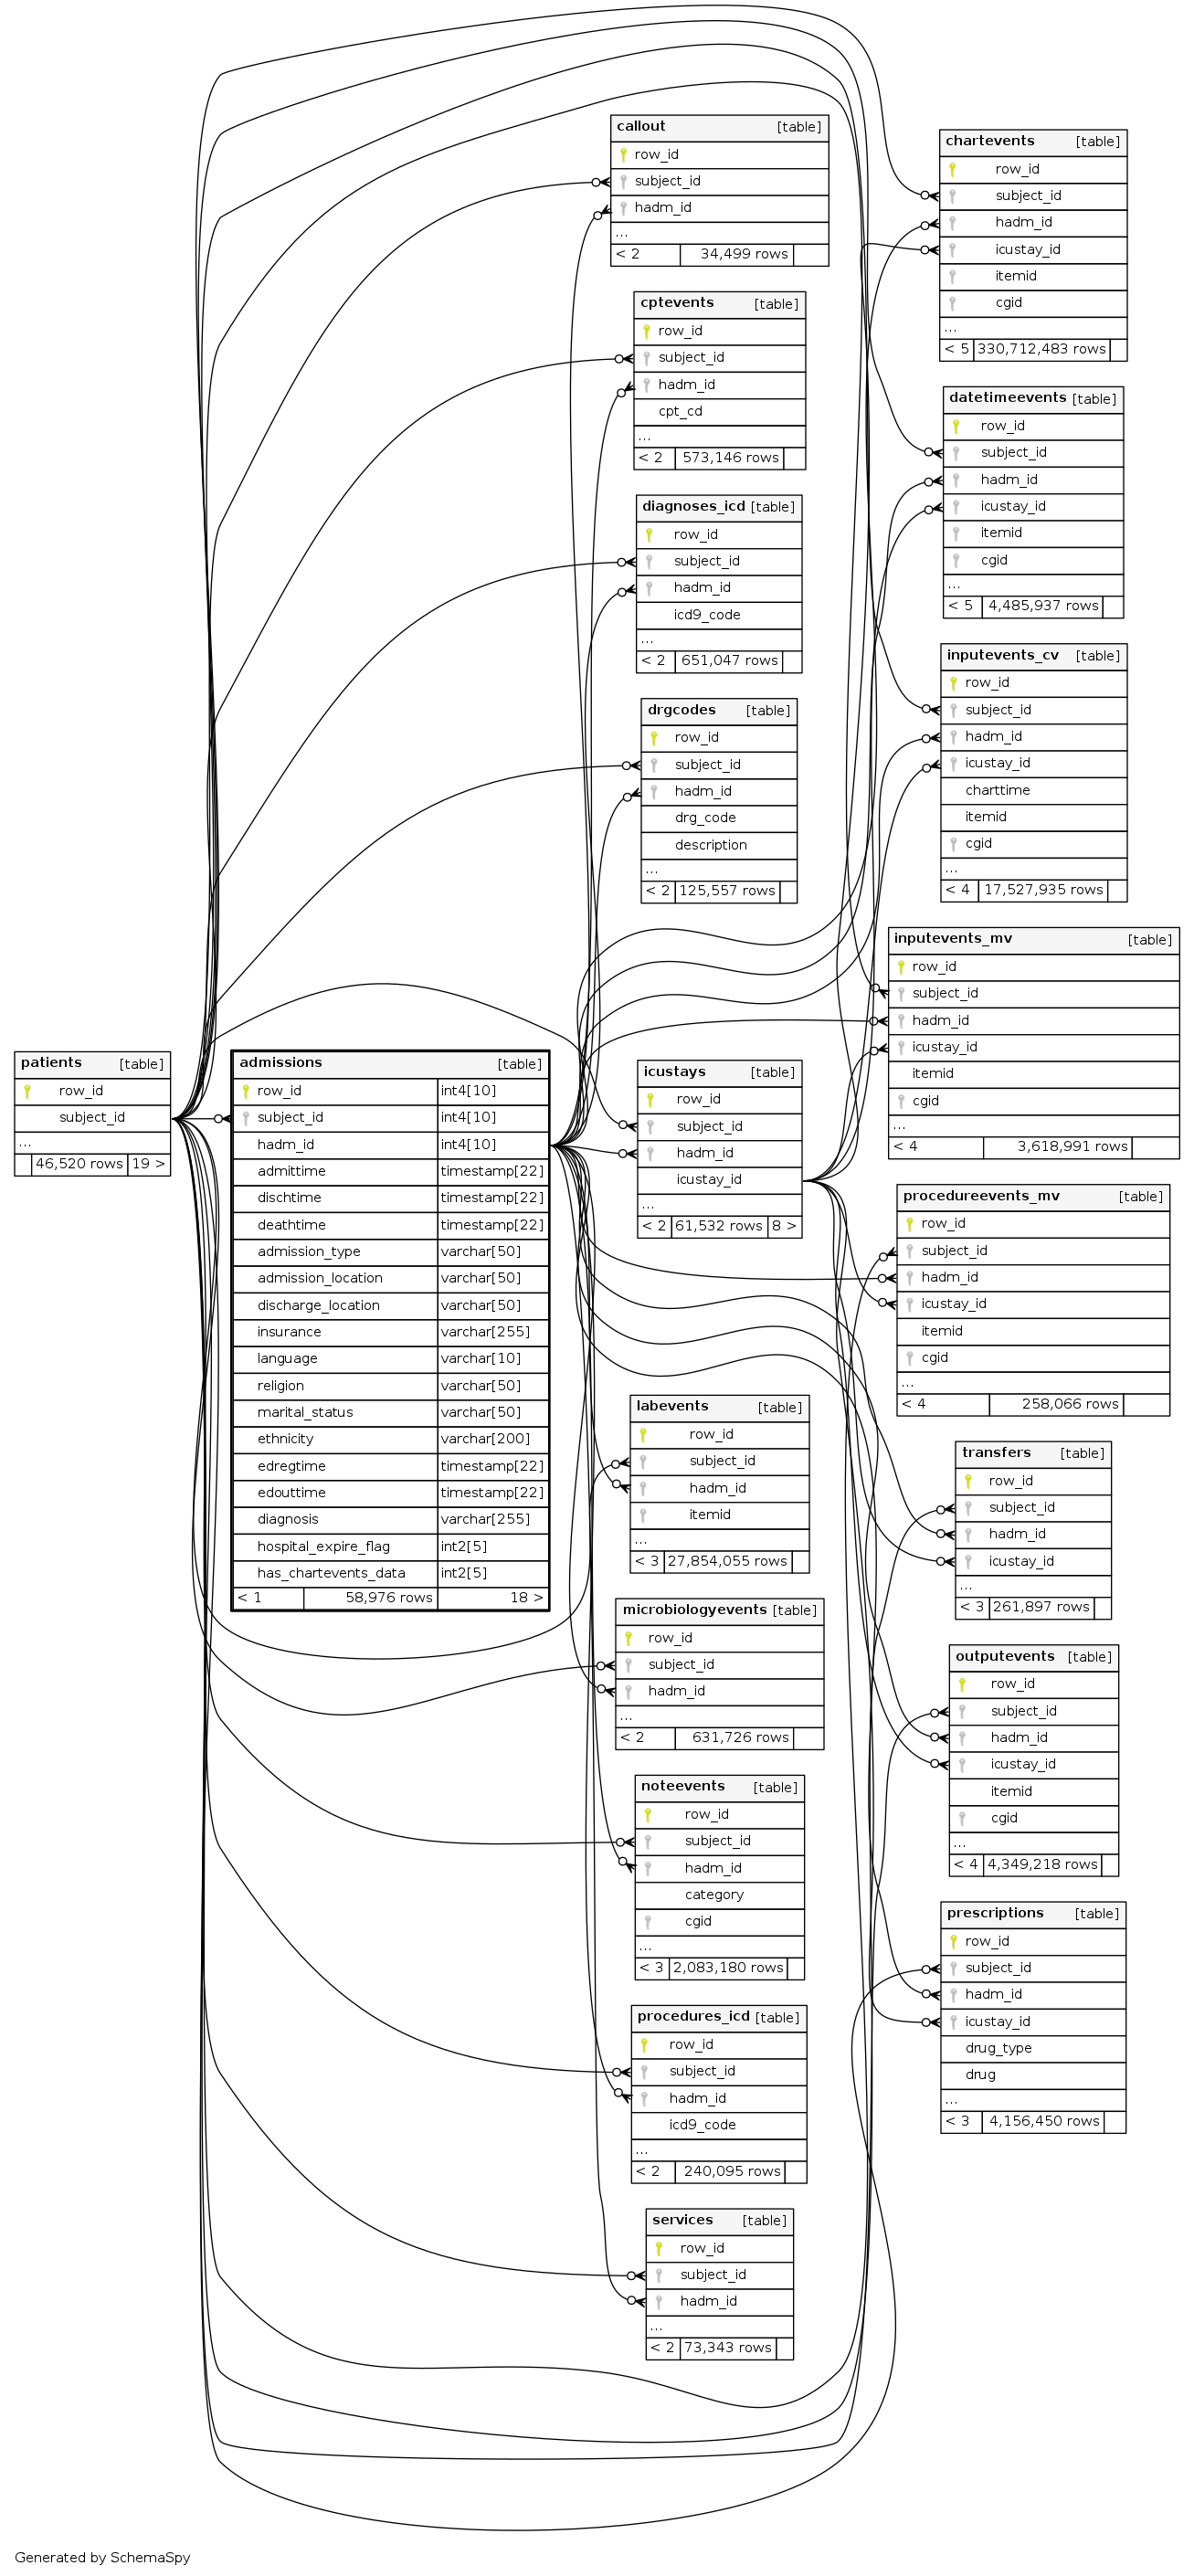 patients [table]
row_id
subject_id
...
46,520 rows 19 >
admissions [table]
row_id int4[10]
subject_id int4[10]
hadm_id int4[10]
admittime timestamp[22]
dischtime timestamp[22]
deathtime timestamp[22]
admission_type varchar[50]
admission_location varchar[50]
discharge_location varchar[50]
insurance varchar[255]
language varchar[10]
religion varchar[50]
marital_status varchar[50]
ethnicity varchar[200]
edregtime timestamp[22]
edouttime timestamp[22]
diagnosis varchar[255]
hospital_expire_flag int2[5]
has_chartevents_data int2[5]
< 1 58,976 rows 18 >
callout [table]
row_id
subject_id
hadm_id
...
< 2 34,499 rows
cptevents [table]
row_id
subject_id
hadm_id
cpt_cd
...
< 2 573,146 rows
diagnoses_icd [table]
row_id
subject_id
hadm_id
icd9_code
...
< 2 651,047 rows
drgcodes [table]
row_id
subject_id
hadm_id
drg_code
description
...
< 2 125,557 rows
icustays [table]
row_id
subject_id
hadm_id
icustay_id
...
< 2 61,532 rows 8 >
labevents [table]
row_id
subject_id
hadm_id
itemid
...
< 3 27,854,055 rows
microbiologyevents [table]
row_id
subject_id
hadm_id
...
< 2 631,726 rows
noteevents [table]
row_id
subject_id
hadm_id
category
cgid
...
< 3 2,083,180 rows
procedures_icd [table]
row_id
subject_id
hadm_id
icd9_code
...
< 2 240,095 rows
services [table]
row_id
subject_id
hadm_id
...
< 2 73,343 rows
chartevents [table]
row_id
subject_id
hadm_id
icustay_id
itemid
cgid
...
< 5 330,712,483 rows
datetimeevents [table]
row_id
subject_id
hadm_id
icustay_id
itemid
cgid
...
< 5 4,485,937 rows
inputevents_cv [table]
row_id
subject_id
hadm_id
icustay_id
charttime
itemid
cgid
...
< 4 17,527,935 rows
inputevents_mv [table]
row_id
subject_id
hadm_id
icustay_id
itemid
cgid
...
< 4 3,618,991 rows
procedureevents_mv [table]
row_id
subject_id
hadm_id
icustay_id
itemid
cgid
...
< 4 258,066 rows
transfers [table]
row_id
subject_id
hadm_id
icustay_id
...
< 3 261,897 rows
outputevents [table]
row_id
subject_id
hadm_id
icustay_id
itemid
cgid
...
< 4 4,349,218 rows
prescriptions [table]
row_id
subject_id
hadm_id
icustay_id
drug_type
drug
...
< 3 4,156,450 rows
Generated by SchemaSpy